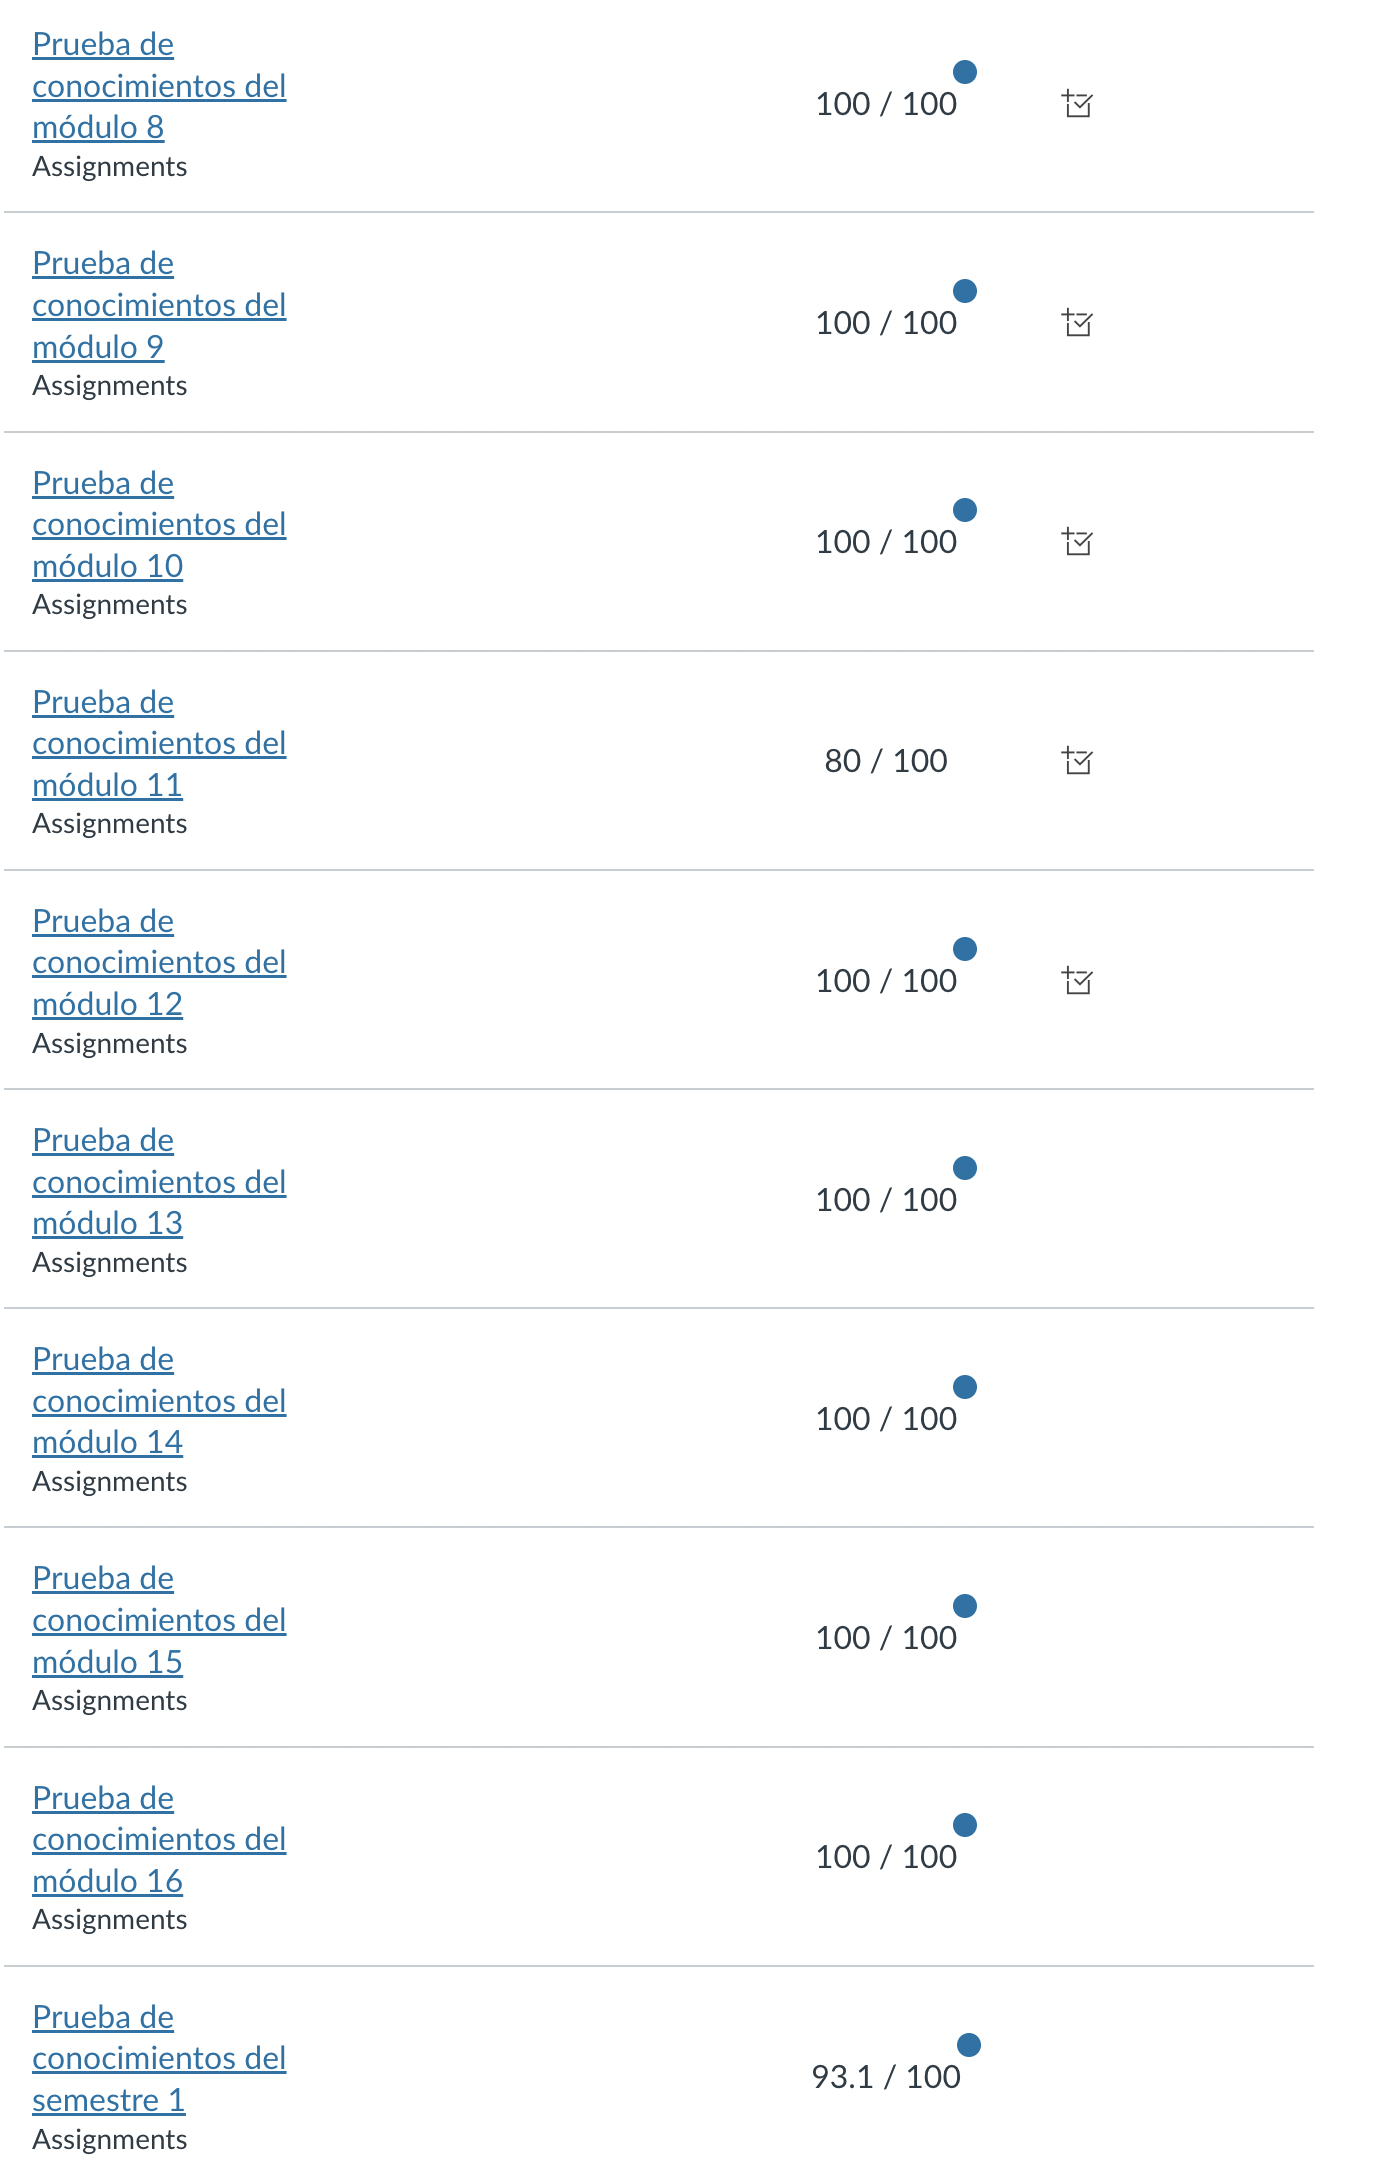 Prueba de
conocimientos del
módulo 8
Assignments
100 / 100
Prueba de
conocimientos del
módulo 9
Assignments
100 / 100
Prueba de
conocimientos del
módulo 10
Assignments
100 / 100
Prueba de
conocimientos del
módulo 11
Assignments
80 / 100
Prueba de
conocimientos del
módulo 12
Assignments
100 / 100
Prueba de
conocimientos del
módulo 13
Assignments
100 / 100
Prueba de
conocimientos del
módulo 14
Assignments
100 / 100
Prueba de
conocimientos del
módulo 15
Assignments
100 / 100
Prueba de
conocimientos del
módulo 16
Assignments
100 / 100
Prueba de
conocimientos del
semestre 1
Assignments
93.1 / 100